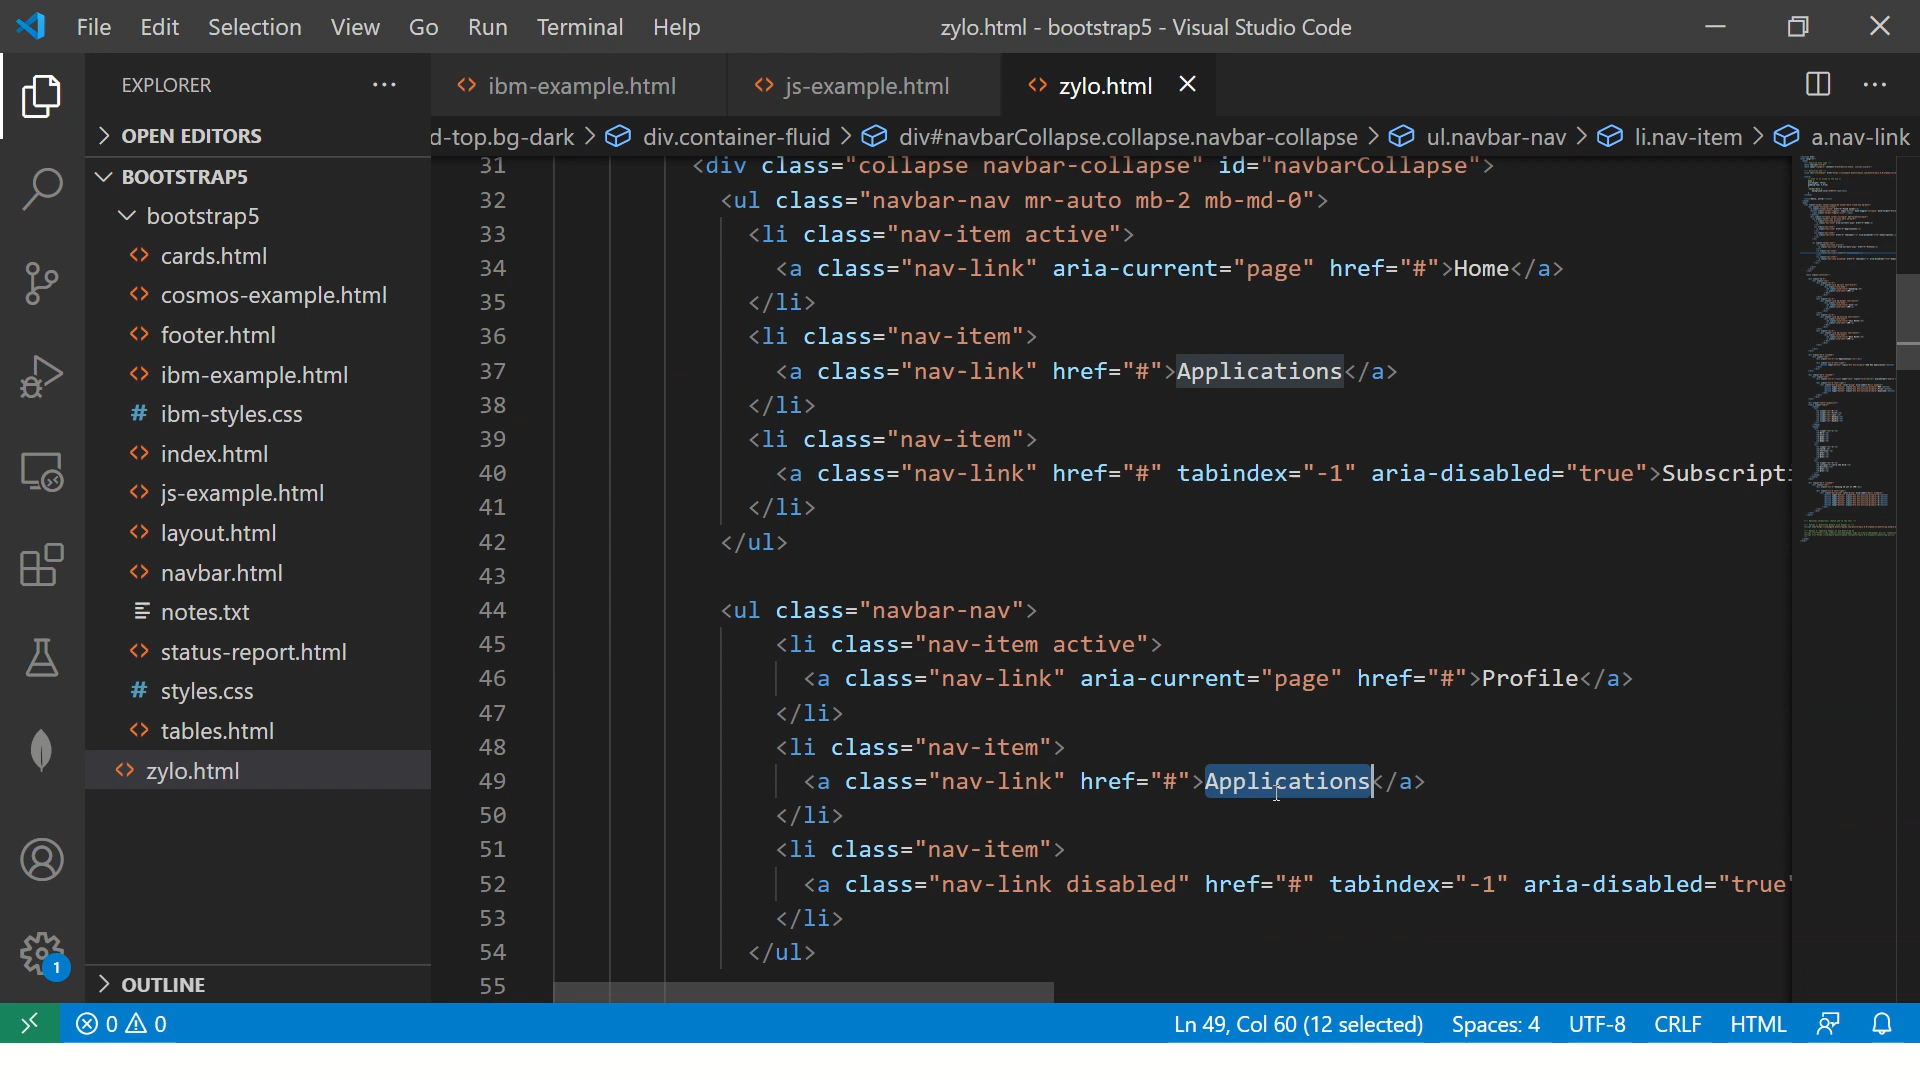 File Edit Selection View Go Run Terminal Help
zylo.html - bootstrap5 - Visual Studio Code
EXPLORER
OPEN EDITORS
BOOTSTRAP5
bootstrap5
cards.html
cosmos-example.html
footer.html
ibm-example.html
# ibm-styles.css
index.html
js-example.html
layout.html
navbar.html
notes.txt
status-report.html
# styles.css
tables.html
zylo.html
OUTLINE
ibm-example.html js-example.html zylo.html
d-top.bg-dark > div.container-fluid > div#navbarCollapse.collapse.navbar-collapse > ul.navbar-nav > li.nav-item > a.nav-link
31 <div class="collapse navbar-collapse" id="navbarCollapse">
32 <ul class="navbar-nav mr-auto mb-2 mb-md-0">
33 <li class="nav-item active">
34 <a class="nav-link" aria-current="page" href="#">Home</a>
35 </li>
36 <li class="nav-item">
37 <a class="nav-link" href="#">Applications</a>
38 </li>
39 <li class="nav-item">
40 <a class="nav-link" href="#" tabindex="-1" aria-disabled="true">Subscripti
41 </li>
42 </ul>
43
44 <ul class="navbar-nav">
45 <li class="nav-item active">
46 <a class="nav-link" aria-current="page" href="#">Profile</a>
47 </li>
48 <li class="nav-item">
49 <a class="nav-link" href="#">Applications</a>
50 </li>
51 <li class="nav-item">
52 <a class="nav-link disabled" href="#" tabindex="-1" aria-disabled="true"
53 </li>
54 </ul>
55
1
0 0
Ln 49, Col 60 (12 selected) Spaces: 4 UTF-8 CRLF HTML